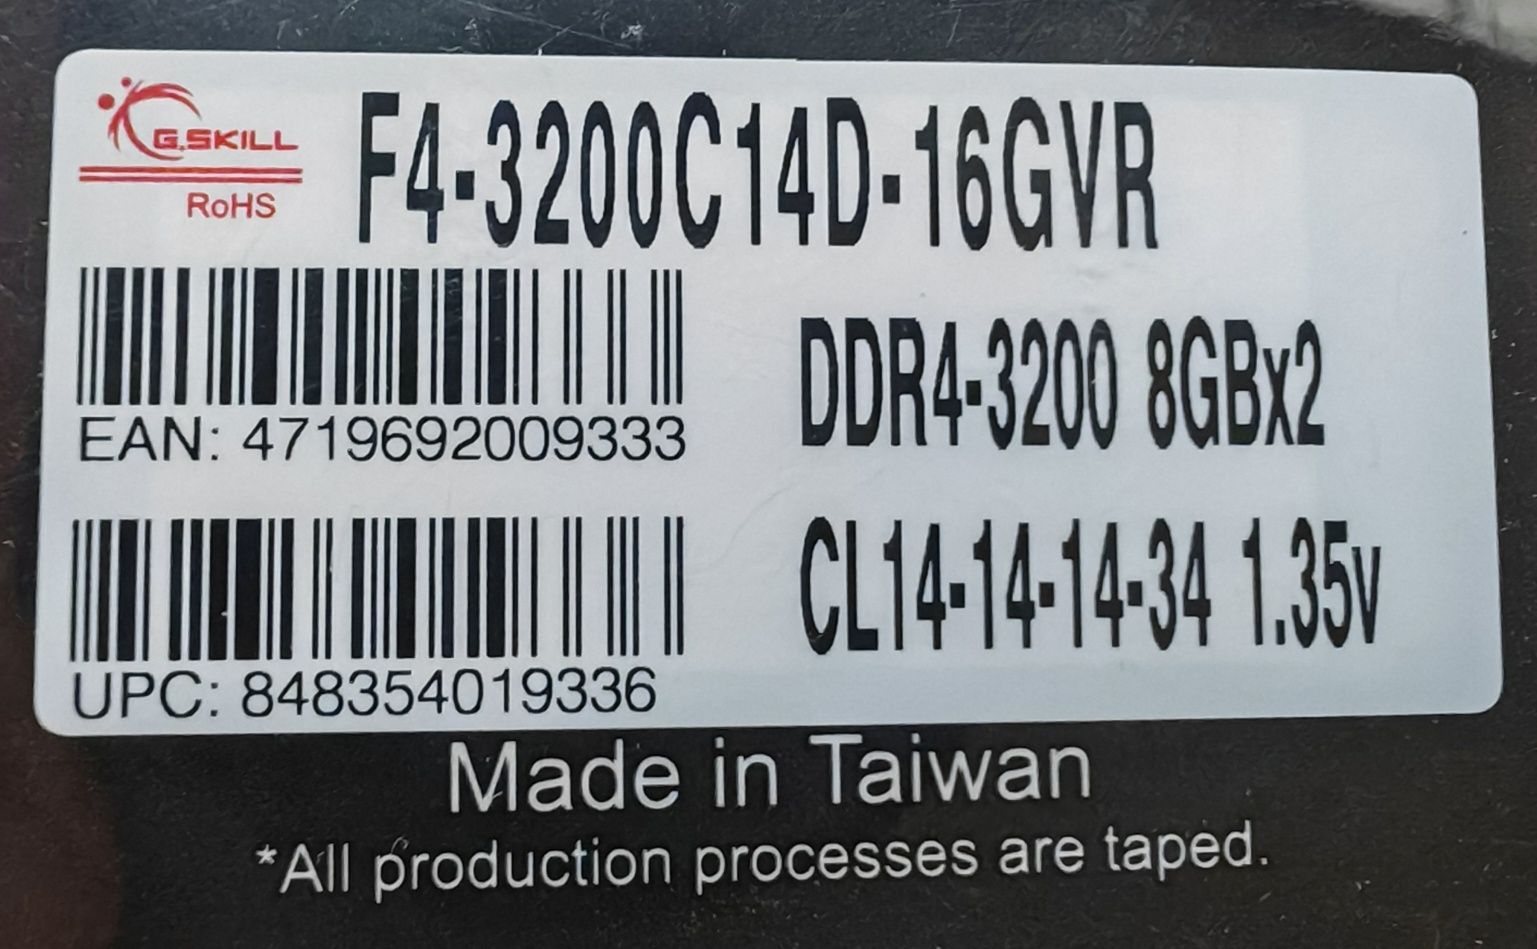 G.SKILL
RoHS
F4-3200C14D-16GVR
EAN: 4719692009333
DDR4-3200 8GBx2
UPC: 848354019336
CL14-14-14-34 1.35v
Made in Taiwan
*All production processes are taped.